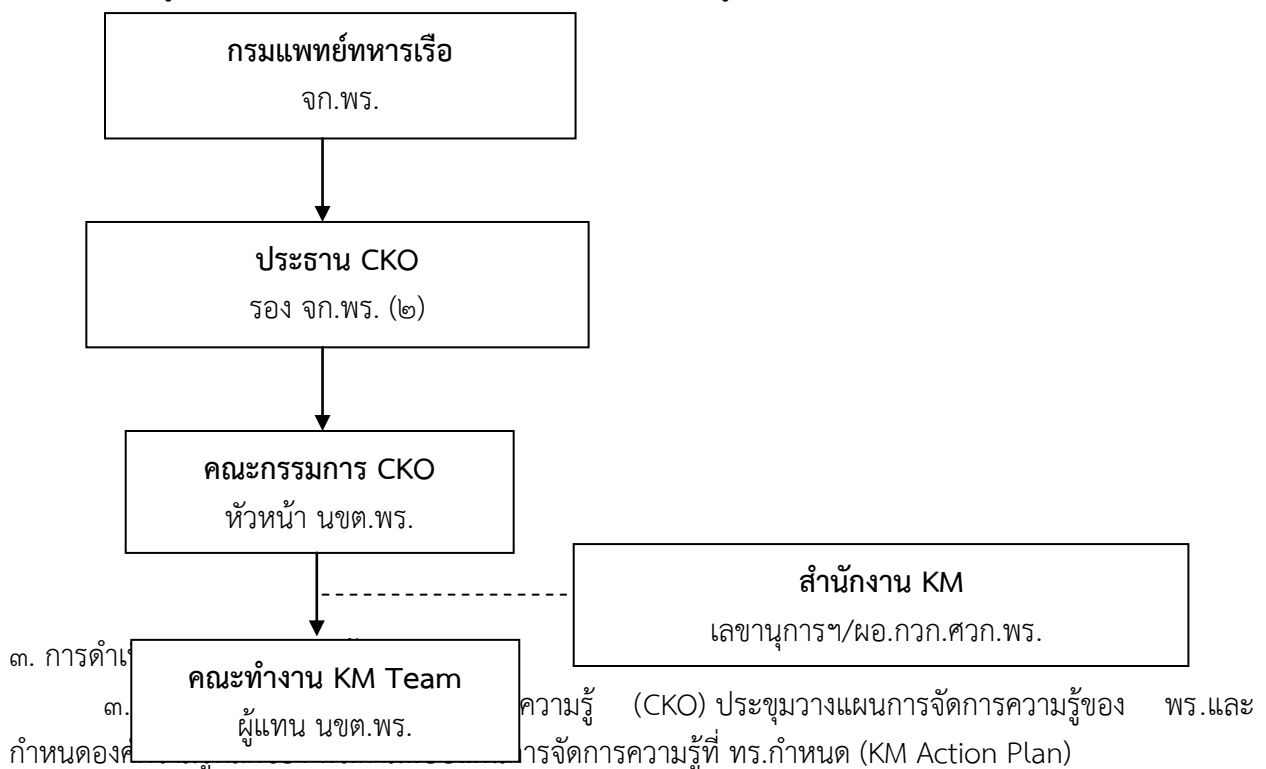 กรมแพทย์ทหารเรือ
จก.พร.
ประธาน CKO
รอง จก.พร. (๒)
คณะกรรมการ CKO
หัวหน้า นขต.พร.
สำนักงาน KM
เลขานุการฯ/ผอ.กวก.ศวก.พร.
คณะทำงาน KM Team
ผู้แทน นขต.พร.
๓. การดำเ
๓. ความรู้ (CKO) ประชุมวางแผนการจัดการความรู้ของ พร.และ
กำหนดองค์ การจัดการความรู้ที่ ทร.กำหนด (KM Action Plan)